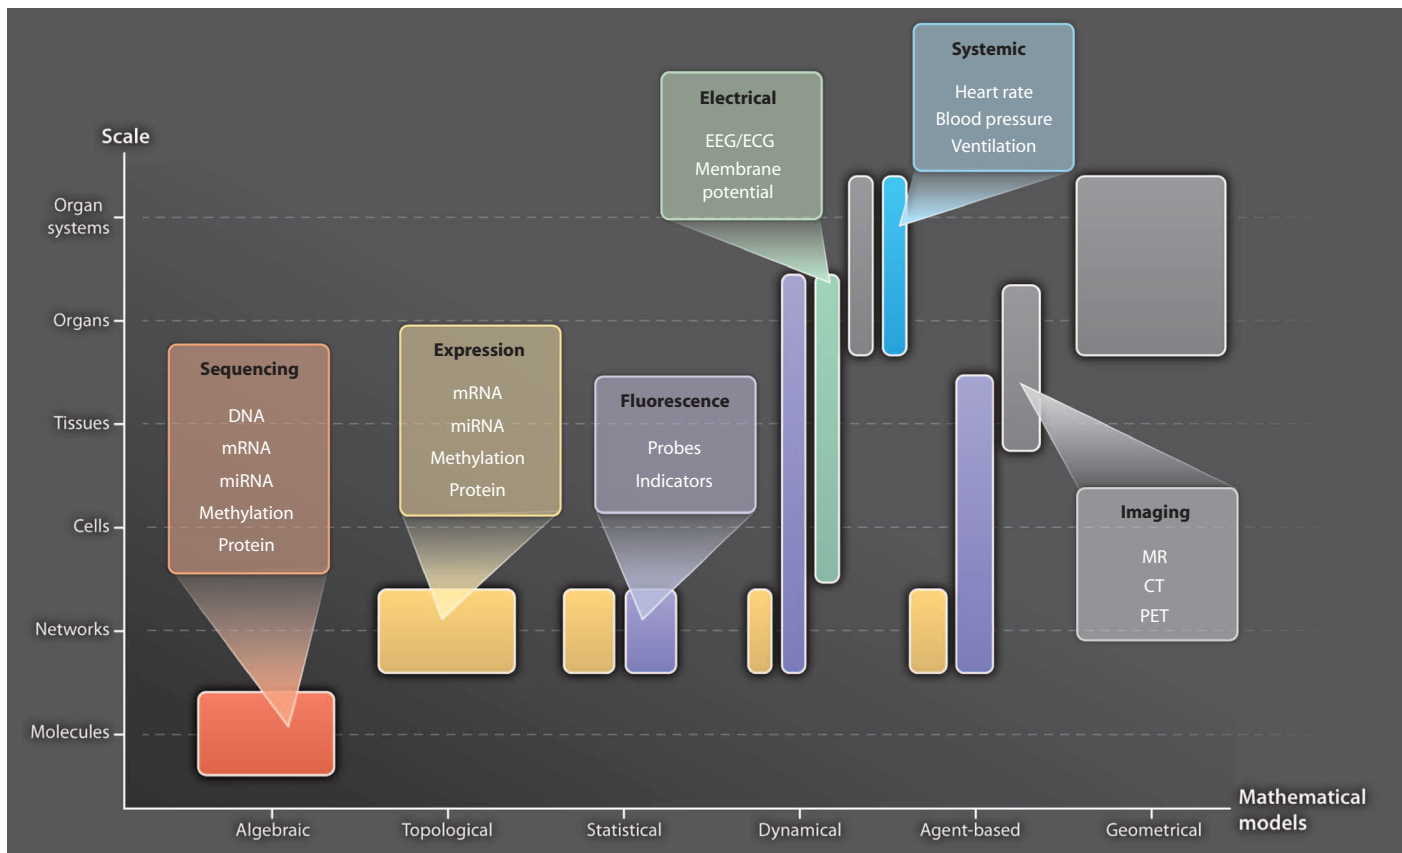 Systemic
Heart rate
Blood pressure
Ventilation
Electrical
EEG/ECG
Membrane
potential
Scale
Organ
systems
Organs
Tissues
Cells
Networks
Molecules
Sequencing
DNA
mRNA
miRNA
Methylation
Protein
Expression
mRNA
miRNA
Methylation
Protein
Fluorescence
Probes
Indicators
Imaging
MR
CT
PET
Algebraic
Topological
Statistical
Dynamical
Agent-based
Geometrical
Mathematical
models